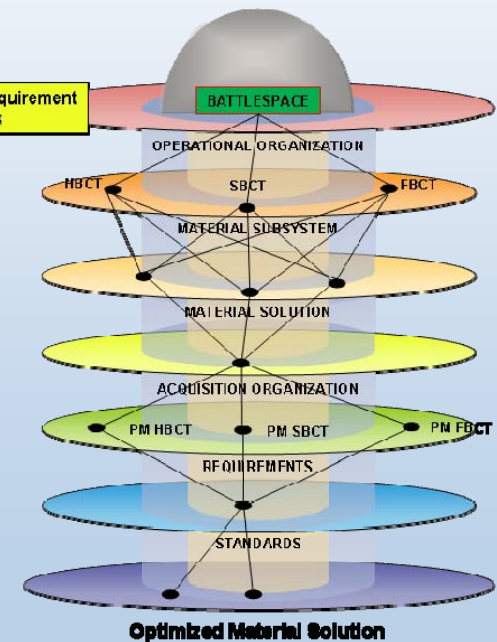 quirement
BATTLESPACE
OPERATIONAL ORGANIZATION
HBCT
SBCT
FBCT
MATERIAL SUBSYSTEM
MATERIAL SOLUTION
ACQUISITION ORGANIZATION
PM HBCT
PM SBCT
PM FBCT
REQUIREMENTS
STANDARDS
Optimized Material Solution